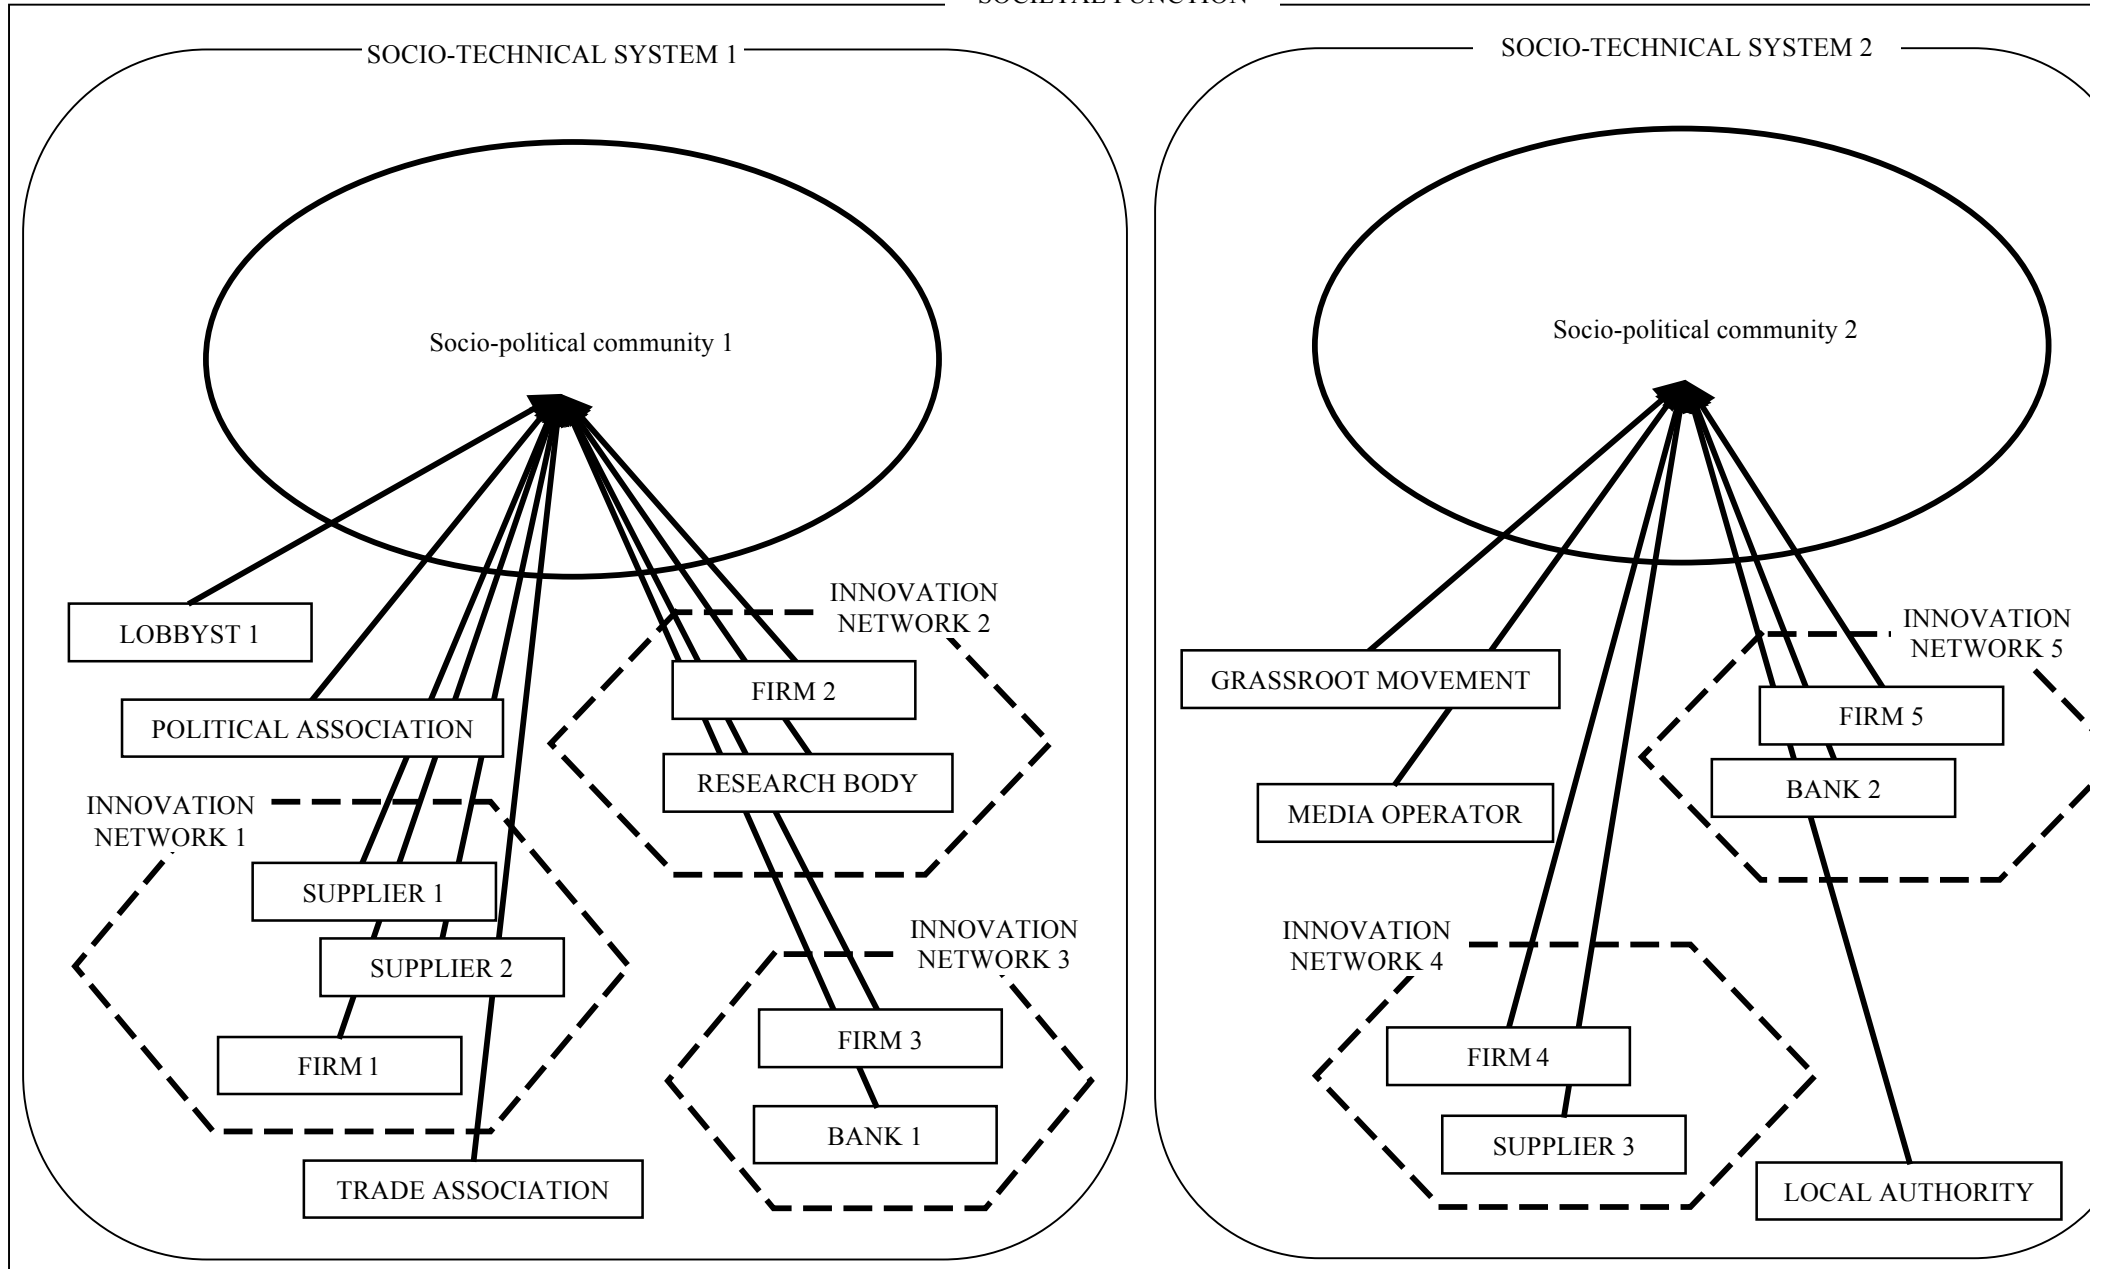 SOCIETAL FUNCTION
SOCIO-TECHNICAL SYSTEM 1
Socio-political community 1
LOBBYST 1
POLITICAL ASSOCIATION
INNOVATION
NETWORK 1
SUPPLIER 1
SUPPLIER 2
FIRM 1
TRADE ASSOCIATION
INNOVATION
NETWORK 2
FIRM 2
RESEARCH BODY
INNOVATION
NETWORK 3
FIRM 3
BANK 1
SOCIO-TECHNICAL SYSTEM 2
Socio-political community 2
GRASSROOT MOVEMENT
MEDIA OPERATOR
INNOVATION
NETWORK 4
FIRM 4
SUPPLIER 3
INNOVATION
NETWORK 5
FIRM 5
BANK 2
LOCAL AUTHORITY